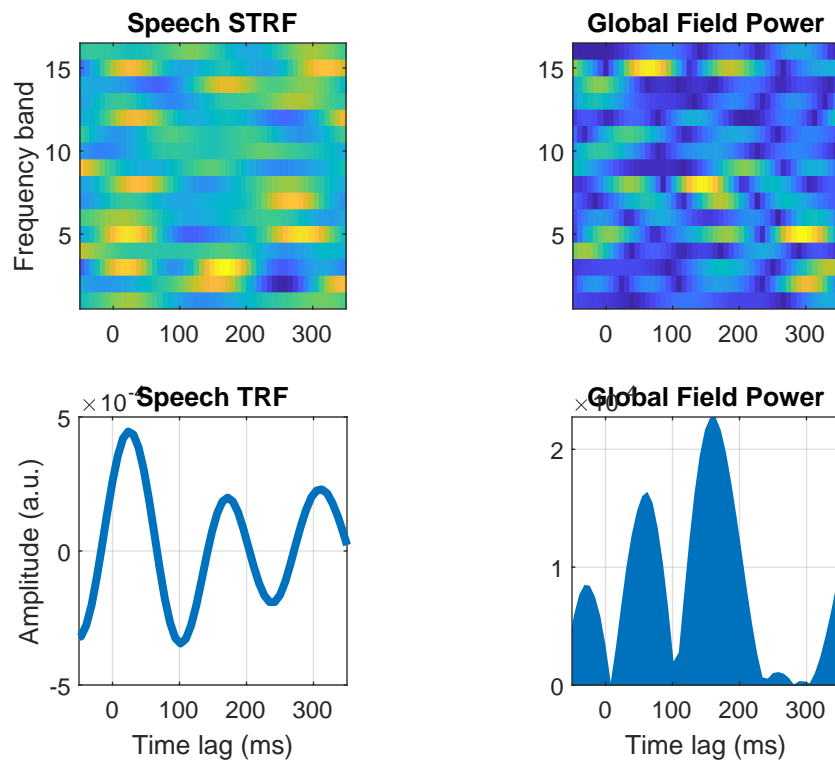 Speech STRF
Frequency band
15
10
5
0 100 200 300
Global Field Power
15
10
5
0 100 200 300
Speech TRF
× 10^-4
Amplitude (a.u.)
5
0
-5
0 100 200 300
Time lag (ms)
Global Field Power
2
1
0
0 100 200 300
Time lag (ms)